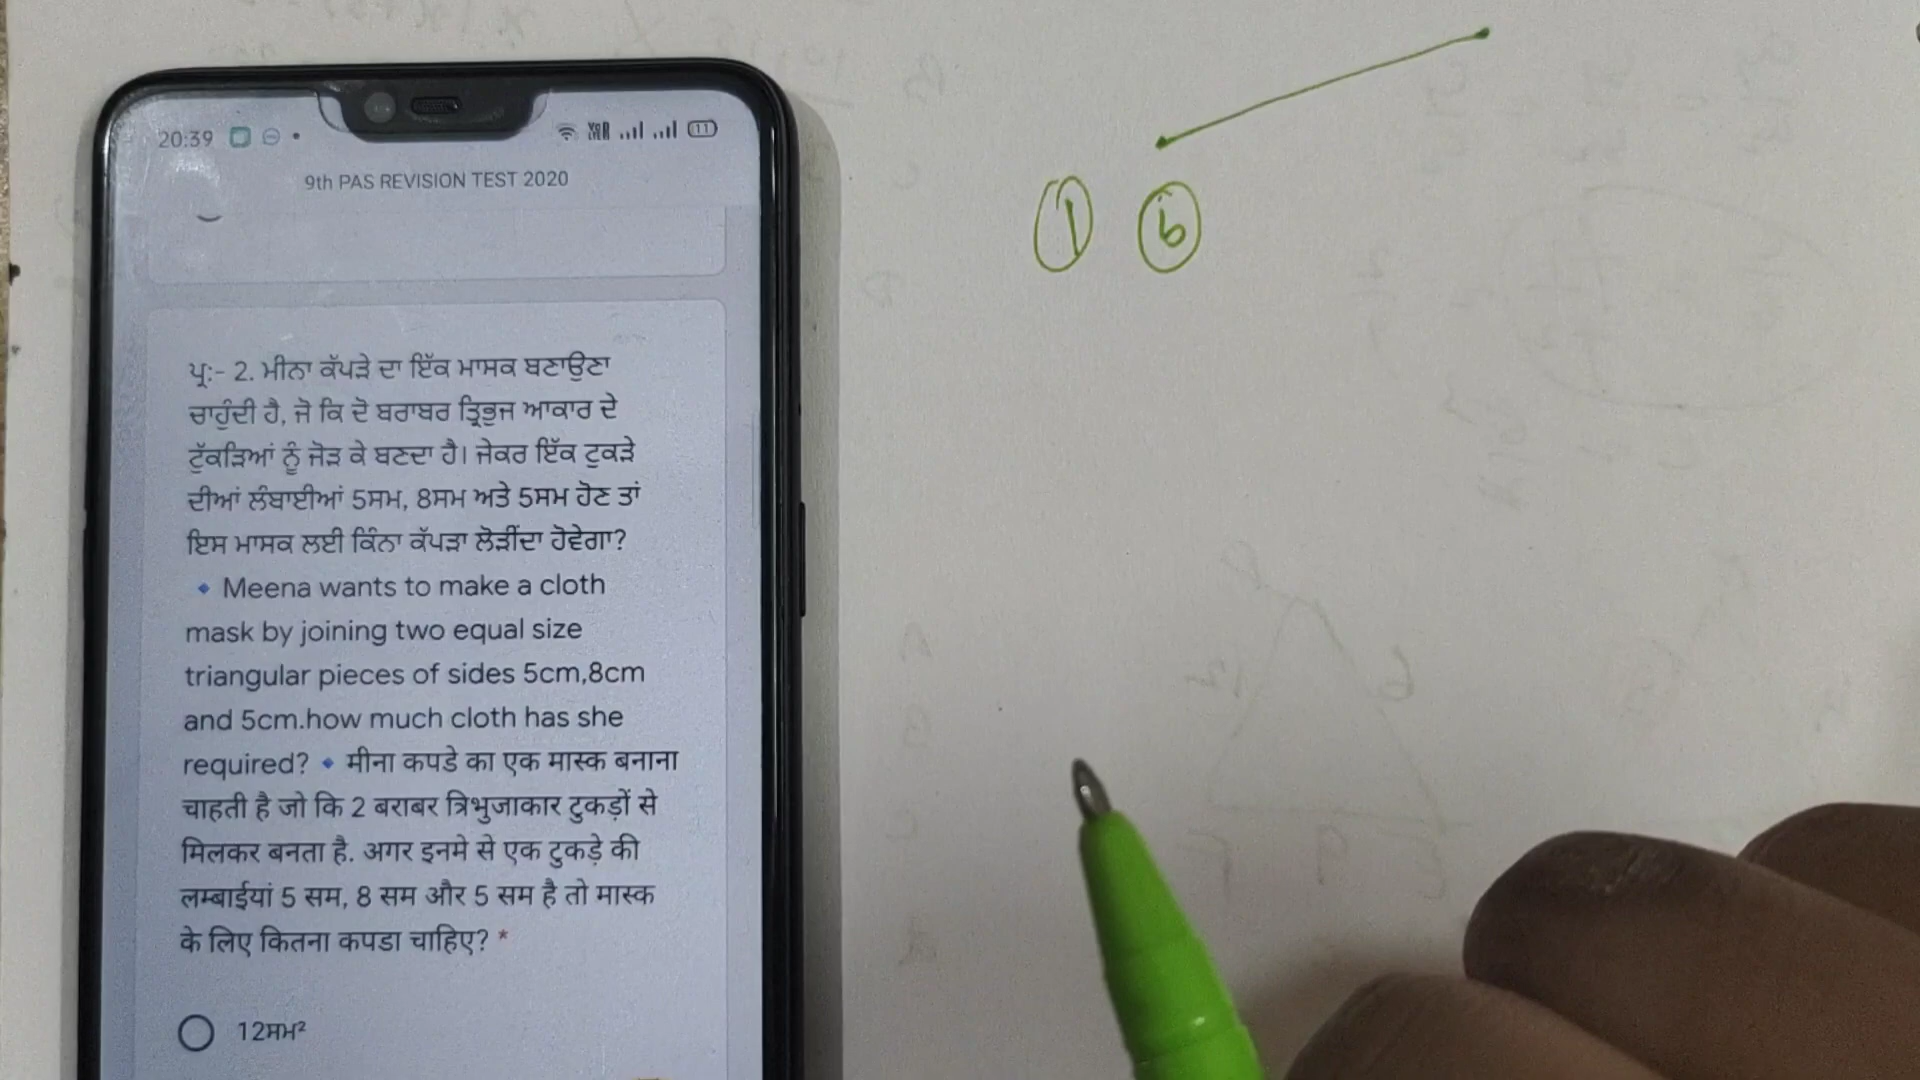 20:39
11
9th PAS REVISION TEST 2020
ਪ੍ਰ:- 2. ਮੀਨਾ ਕੱਪੜੇ ਦਾ ਇੱਕ ਮਾਸਕ ਬਣਾਉਣਾ
ਚਾਹੁੰਦੀ ਹੈ, ਜੋ ਕਿ ਦੋ ਬਰਾਬਰ ਤ੍ਰਿਭੁਜ ਆਕਾਰ ਦੇ
ਟੁੱਕੜਿਆਂ ਨੂੰ ਜੋੜ ਕੇ ਬਣਦਾ ਹੈ। ਜੇਕਰ ਇੱਕ ਟੁਕੜੇ
ਦੀਆਂ ਲੰਬਾਈਆਂ 5ਸਮ, 8ਸਮ ਅਤੇ 5ਸਮ ਹੋਣ ਤਾਂ
ਇਸ ਮਾਸਕ ਲਈ ਕਿੰਨਾ ਕੱਪੜਾ ਲੋੜੀਂਦਾ ਹੋਵੇਗਾ?
🔹 Meena wants to make a cloth
mask by joining two equal size
triangular pieces of sides 5cm,8cm
and 5cm.how much cloth has she
required? 🔹 मीना कपडे का एक मास्क बनाना
चाहती है जो कि 2 बराबर त्रिभुजाकार टुकड़ों से
मिलकर बनता है. अगर इनमे से एक टुकड़े की
लम्बाईयां 5 सम, 8 सम और 5 सम है तो मास्क
के लिए कितना कपडा चाहिए? *
12ਸਮ²
1 b